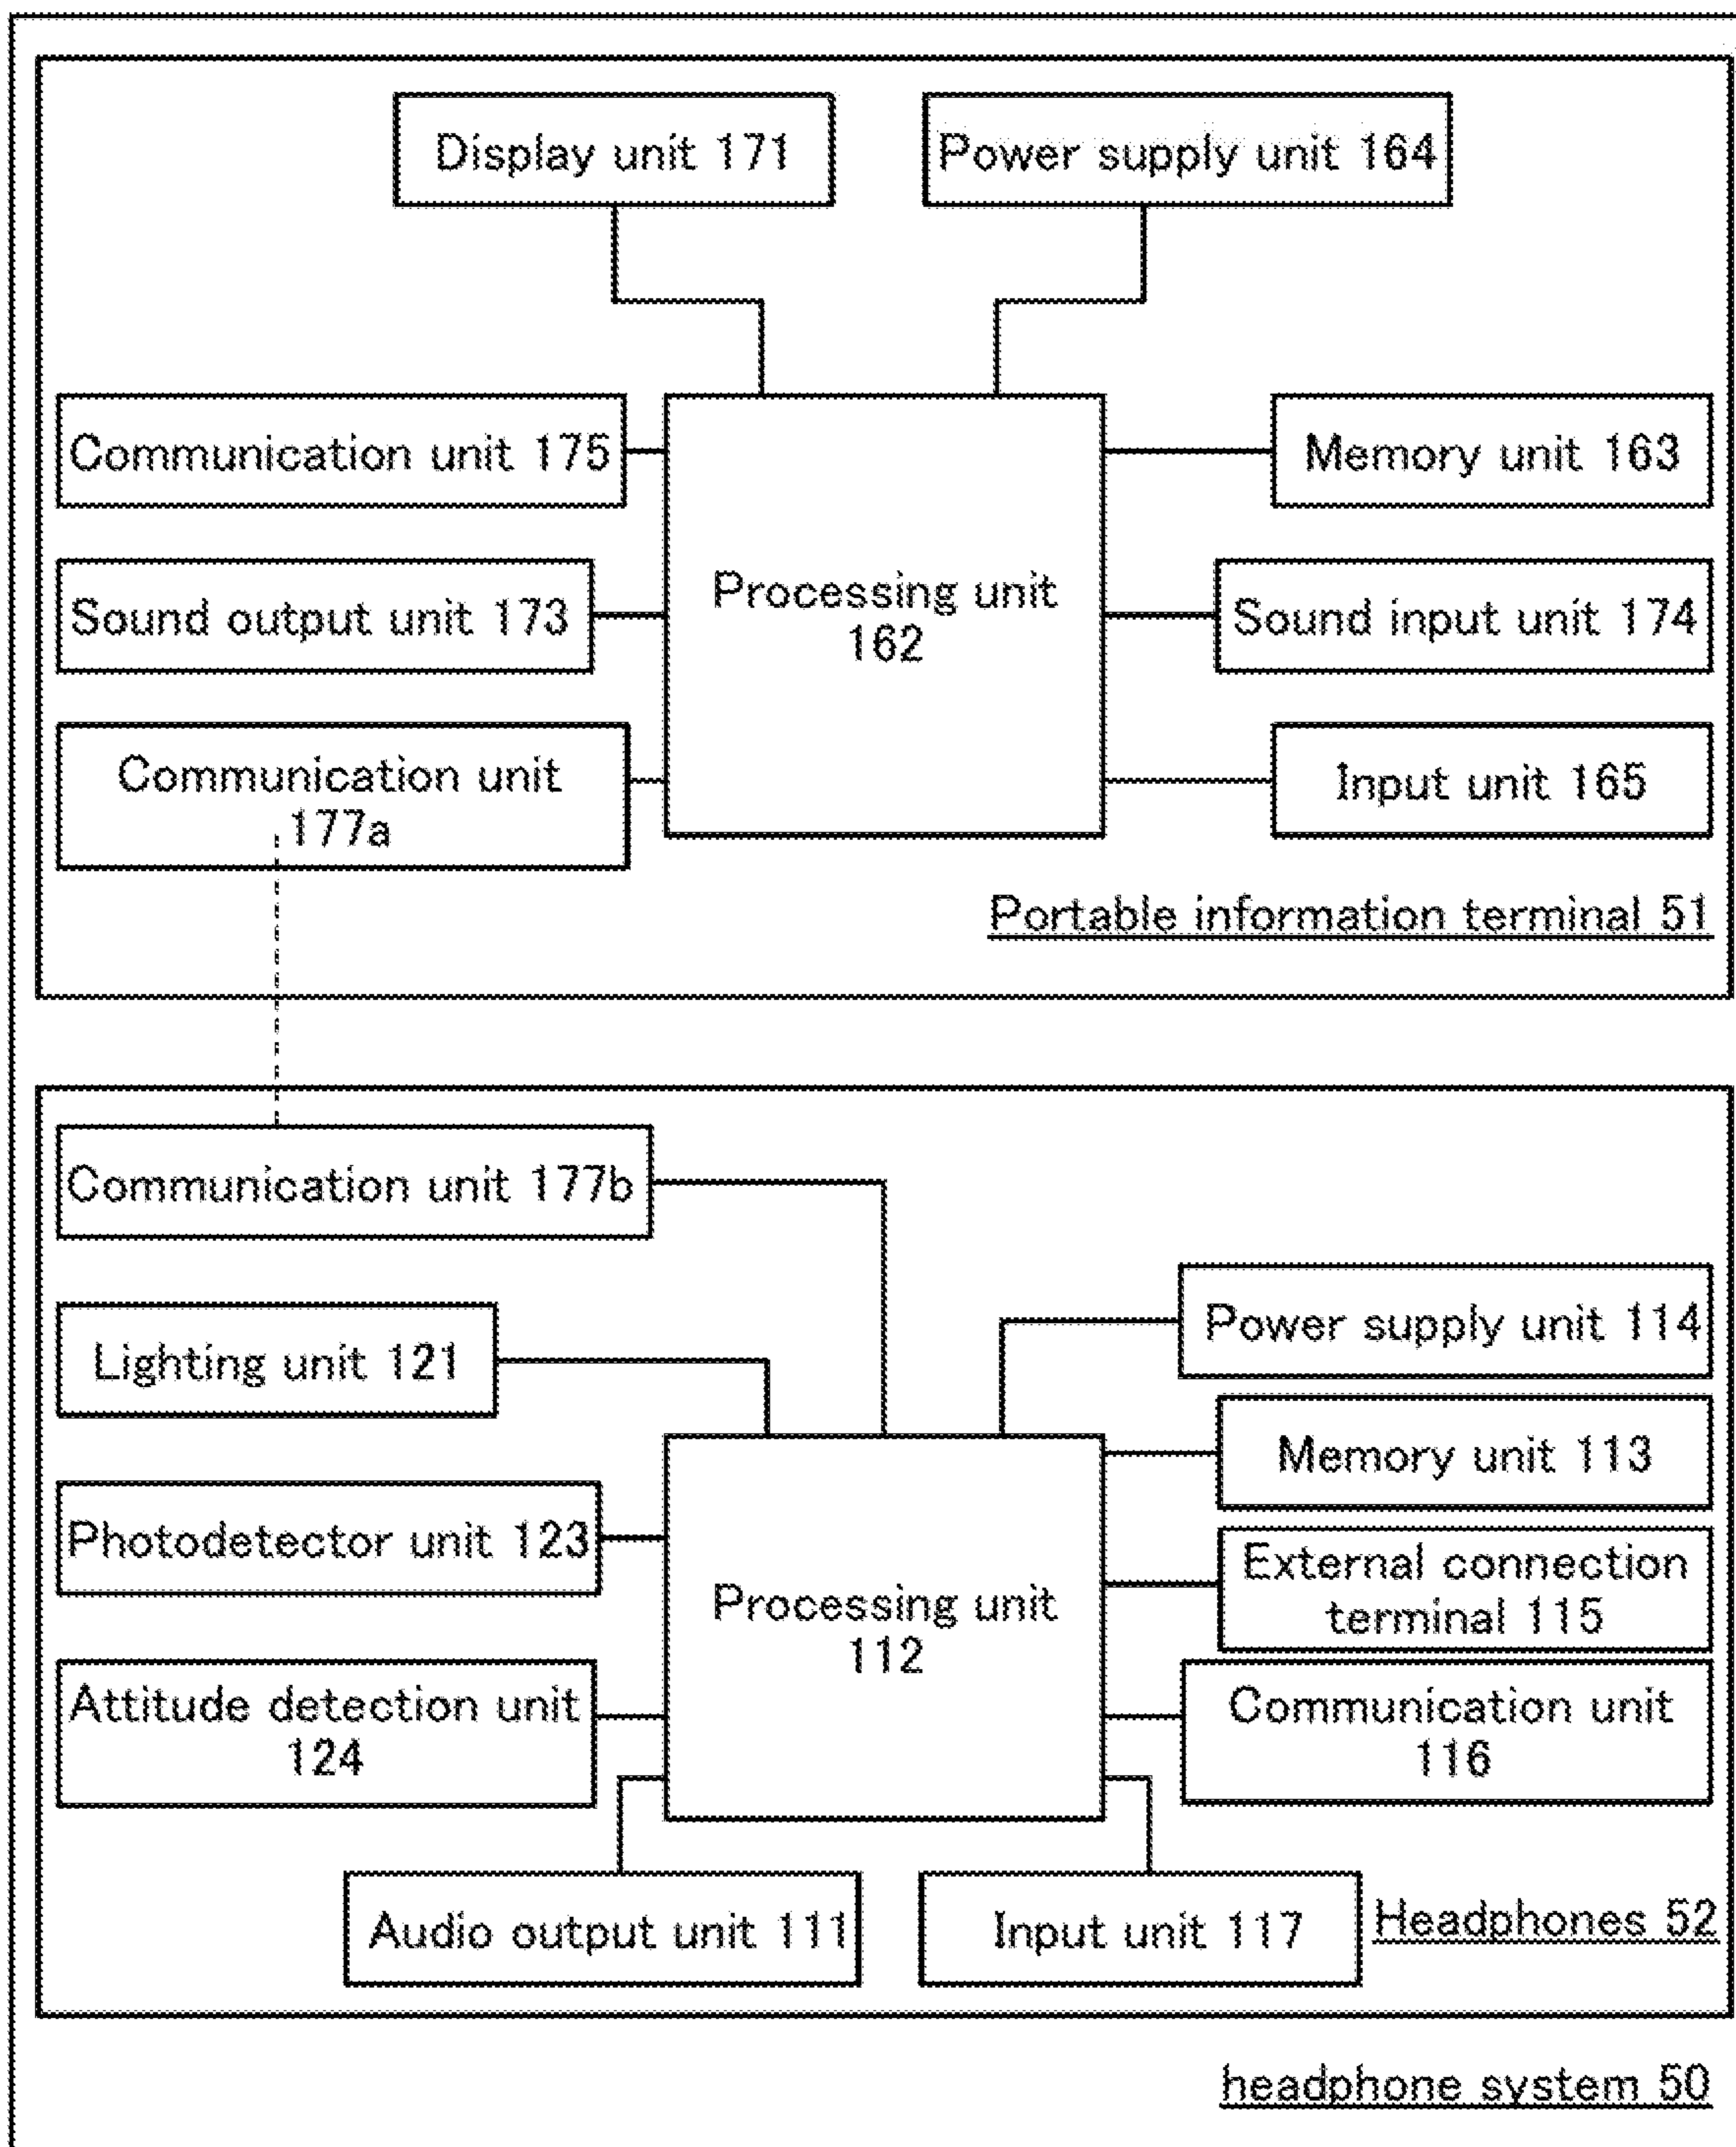 Display unit 171
Power supply unit 164
Communication unit 175
Sound output unit 173
Communication unit
177a
Processing unit
162
Memory unit 163
Sound input unit 174
Input unit 165
Portable information terminal 51
Communication unit 177b
Lighting unit 121
Photodetector unit 123
Attitude detection unit
124
Processing unit
112
Power supply unit 114
Memory unit 113
External connection
terminal 115
Communication unit
116
Audio output unit 111
Input unit 117
Headphones 52
headphone system 50